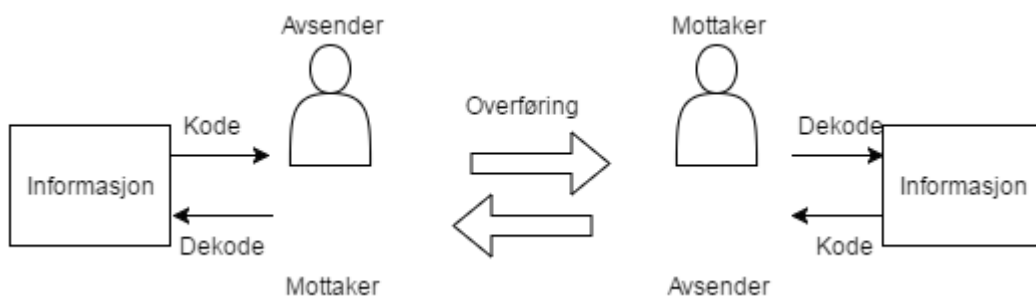 Avsender
Mottaker
Overføring
Kode
Dekode
Informasjon
Informasjon
Dekode
Kode
Mottaker
Avsender